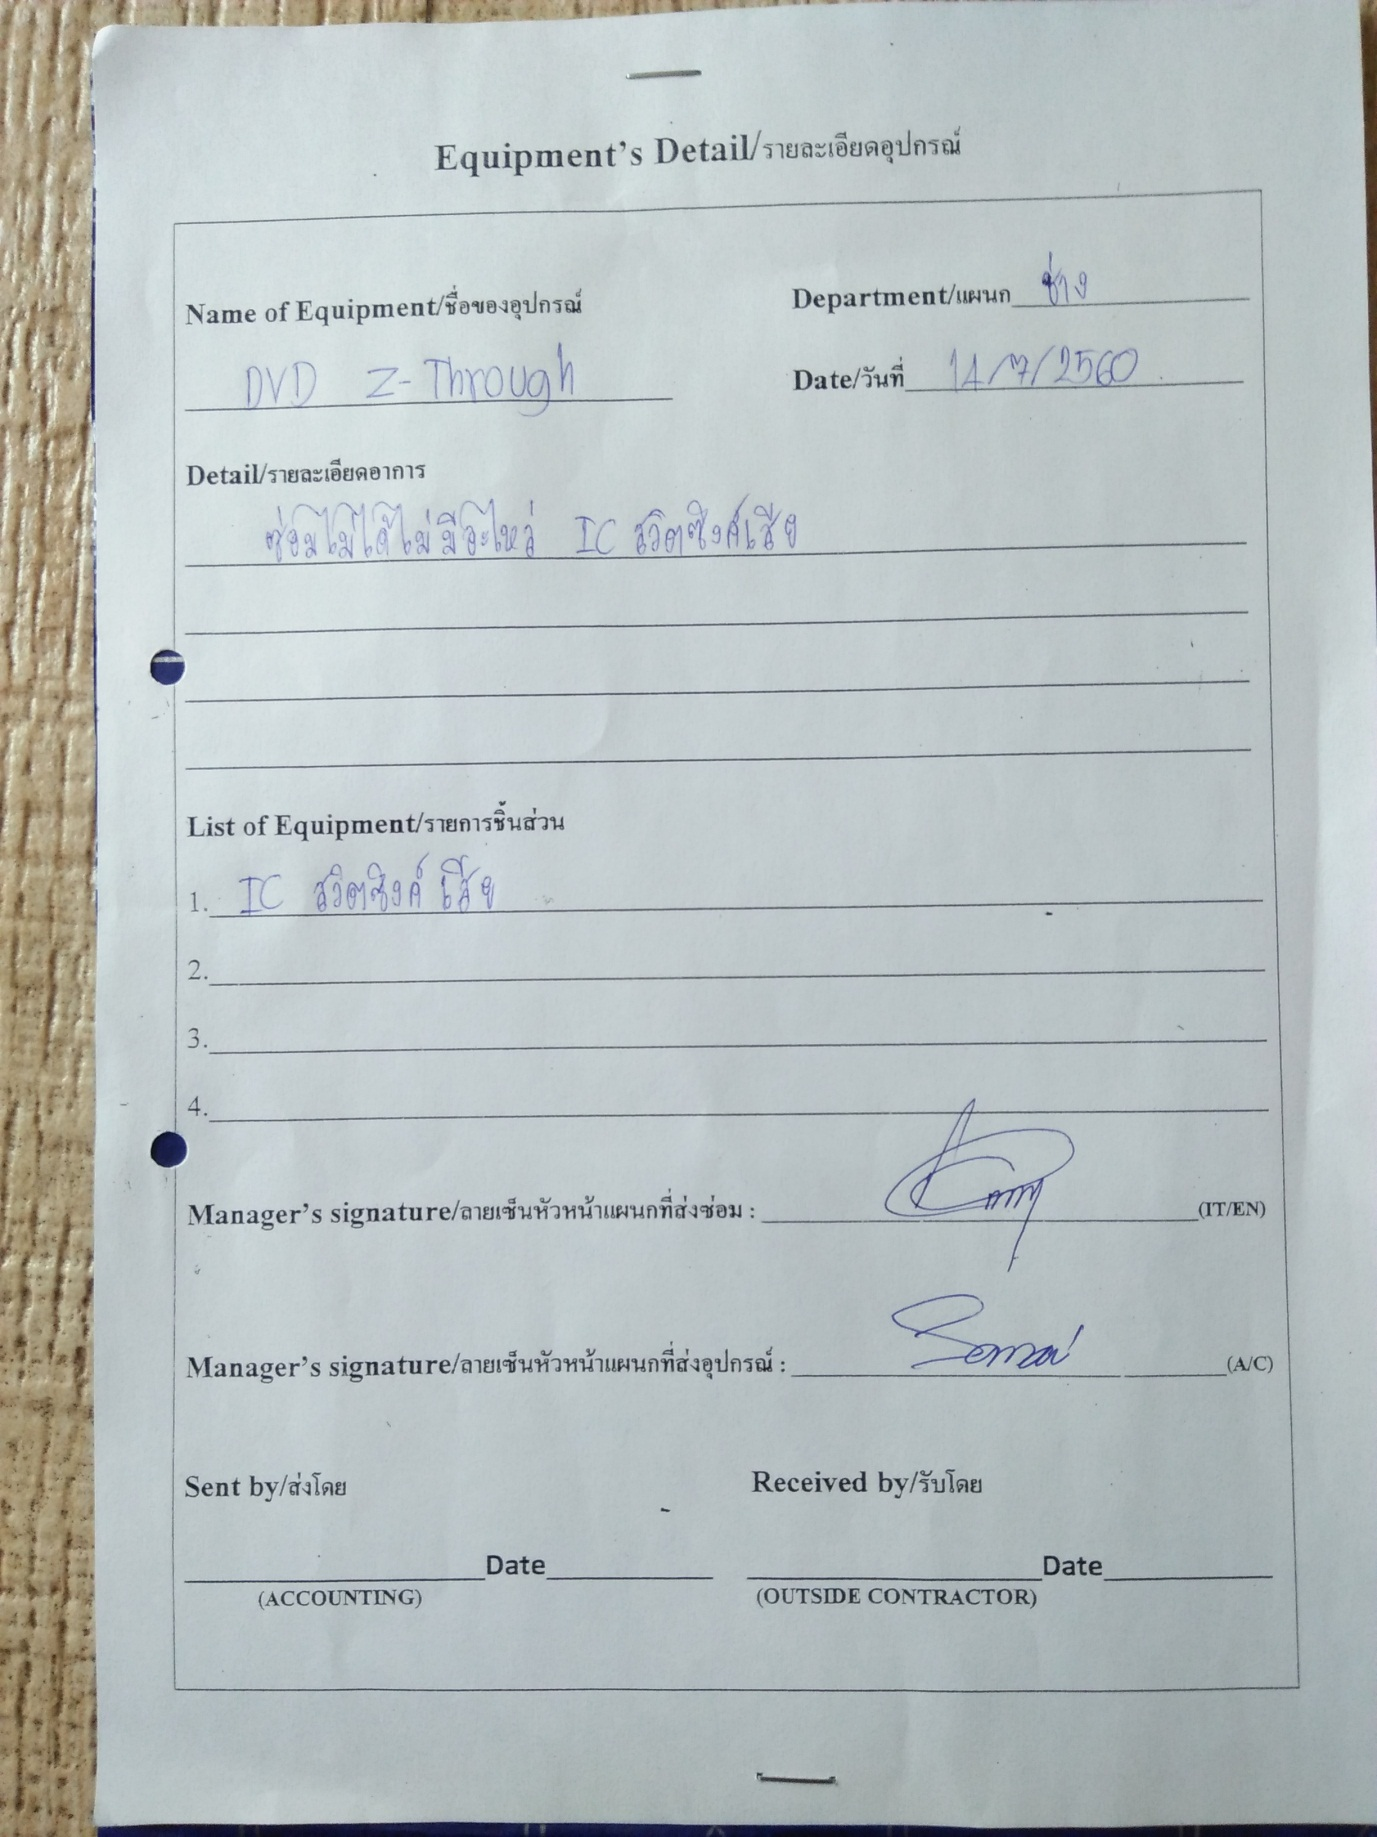 Equipment's Detail/รายละเอียดอุปกรณ์
Name of Equipment/ชื่อของอุปกรณ์
DVD Z-Through
Department/แผนก ช่าง
Date/วันที่ 14/7/2560
Detail/รายละเอียดอาการ
ซ่อมไม่ได้ไม่มีอะไหล่ IC สวิตซิงค์เสีย
List of Equipment/รายการชิ้นส่วน
1. IC สวิตซิงค์ เสีย
2.
3.
4.
Manager's signature/ลายเซ็นหัวหน้าแผนกที่ส่งซ่อม : (IT/EN)
Manager's signature/ลายเซ็นหัวหน้าแผนกที่ส่งอุปกรณ์ : (A/C)
Sent by/ส่งโดย
Received by/รับโดย
Date
Date
(ACCOUNTING)
(OUTSIDE CONTRACTOR)